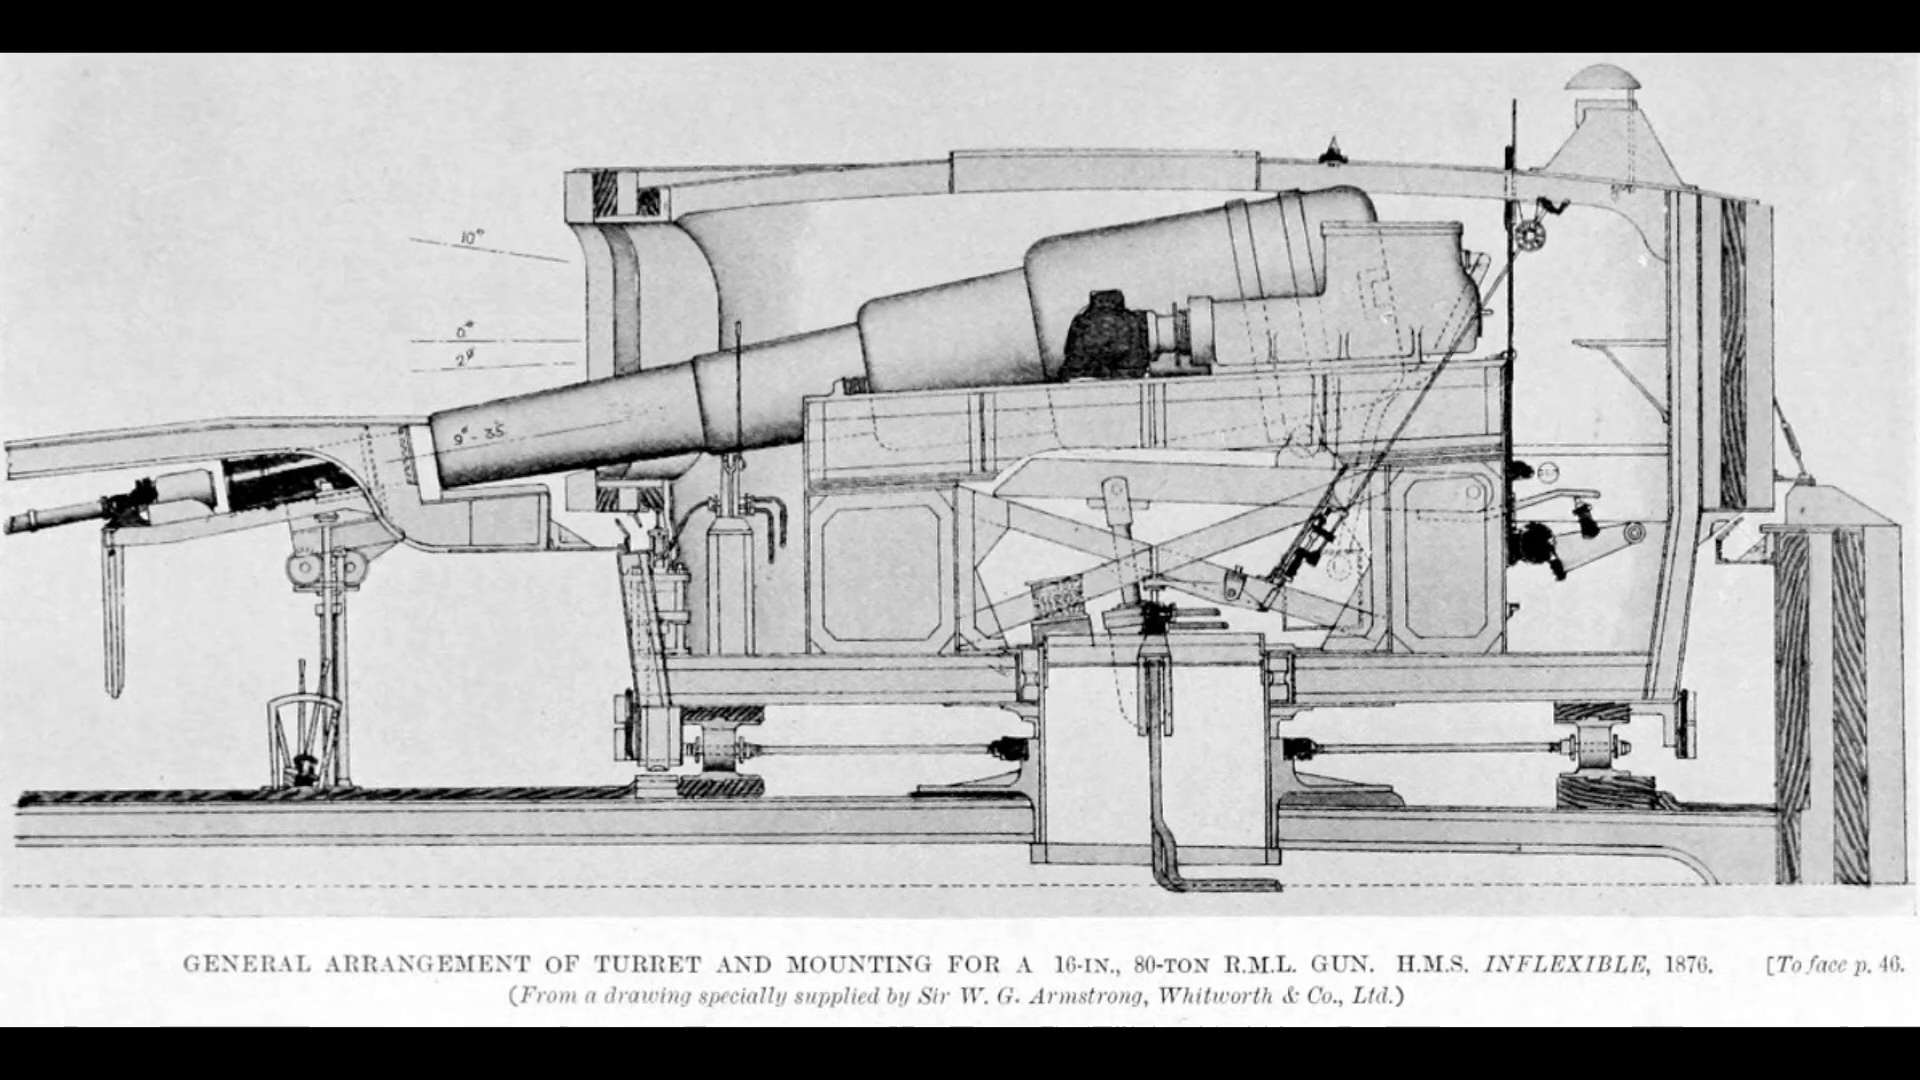 10°
0°
2°
9° - 35'
GENERAL ARRANGEMENT OF TURRET AND MOUNTING FOR A 16-IN., 80-TON R.M.L. GUN. H.M.S. INFLEXIBLE, 1876. [To face p. 46.
(From a drawing specially supplied by Sir W. G. Armstrong, Whitworth & Co., Ltd.)